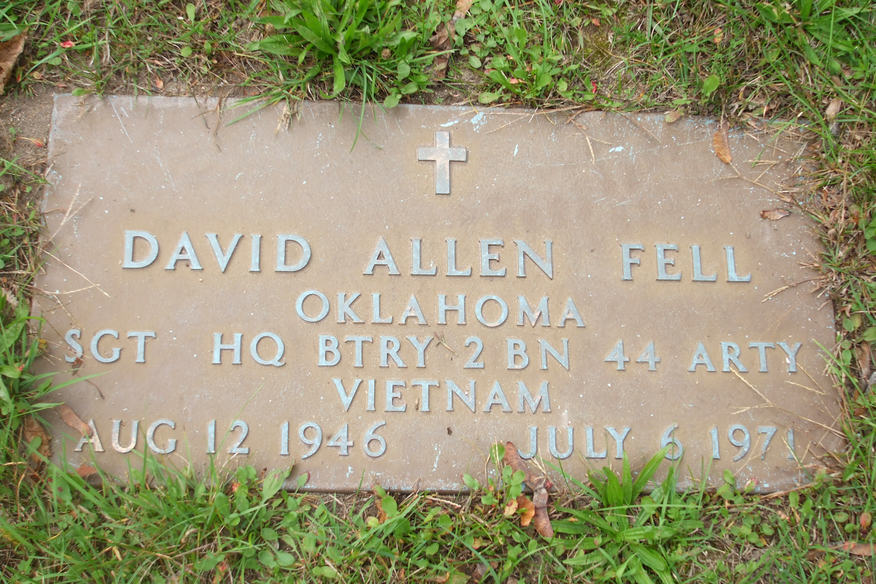 DAVID ALLEN FELL
OKLAHOMA
SGT HQ BTRY 2 BN 44 ARTY
VIETNAM
AUG 12 1946 JULY 6 1971